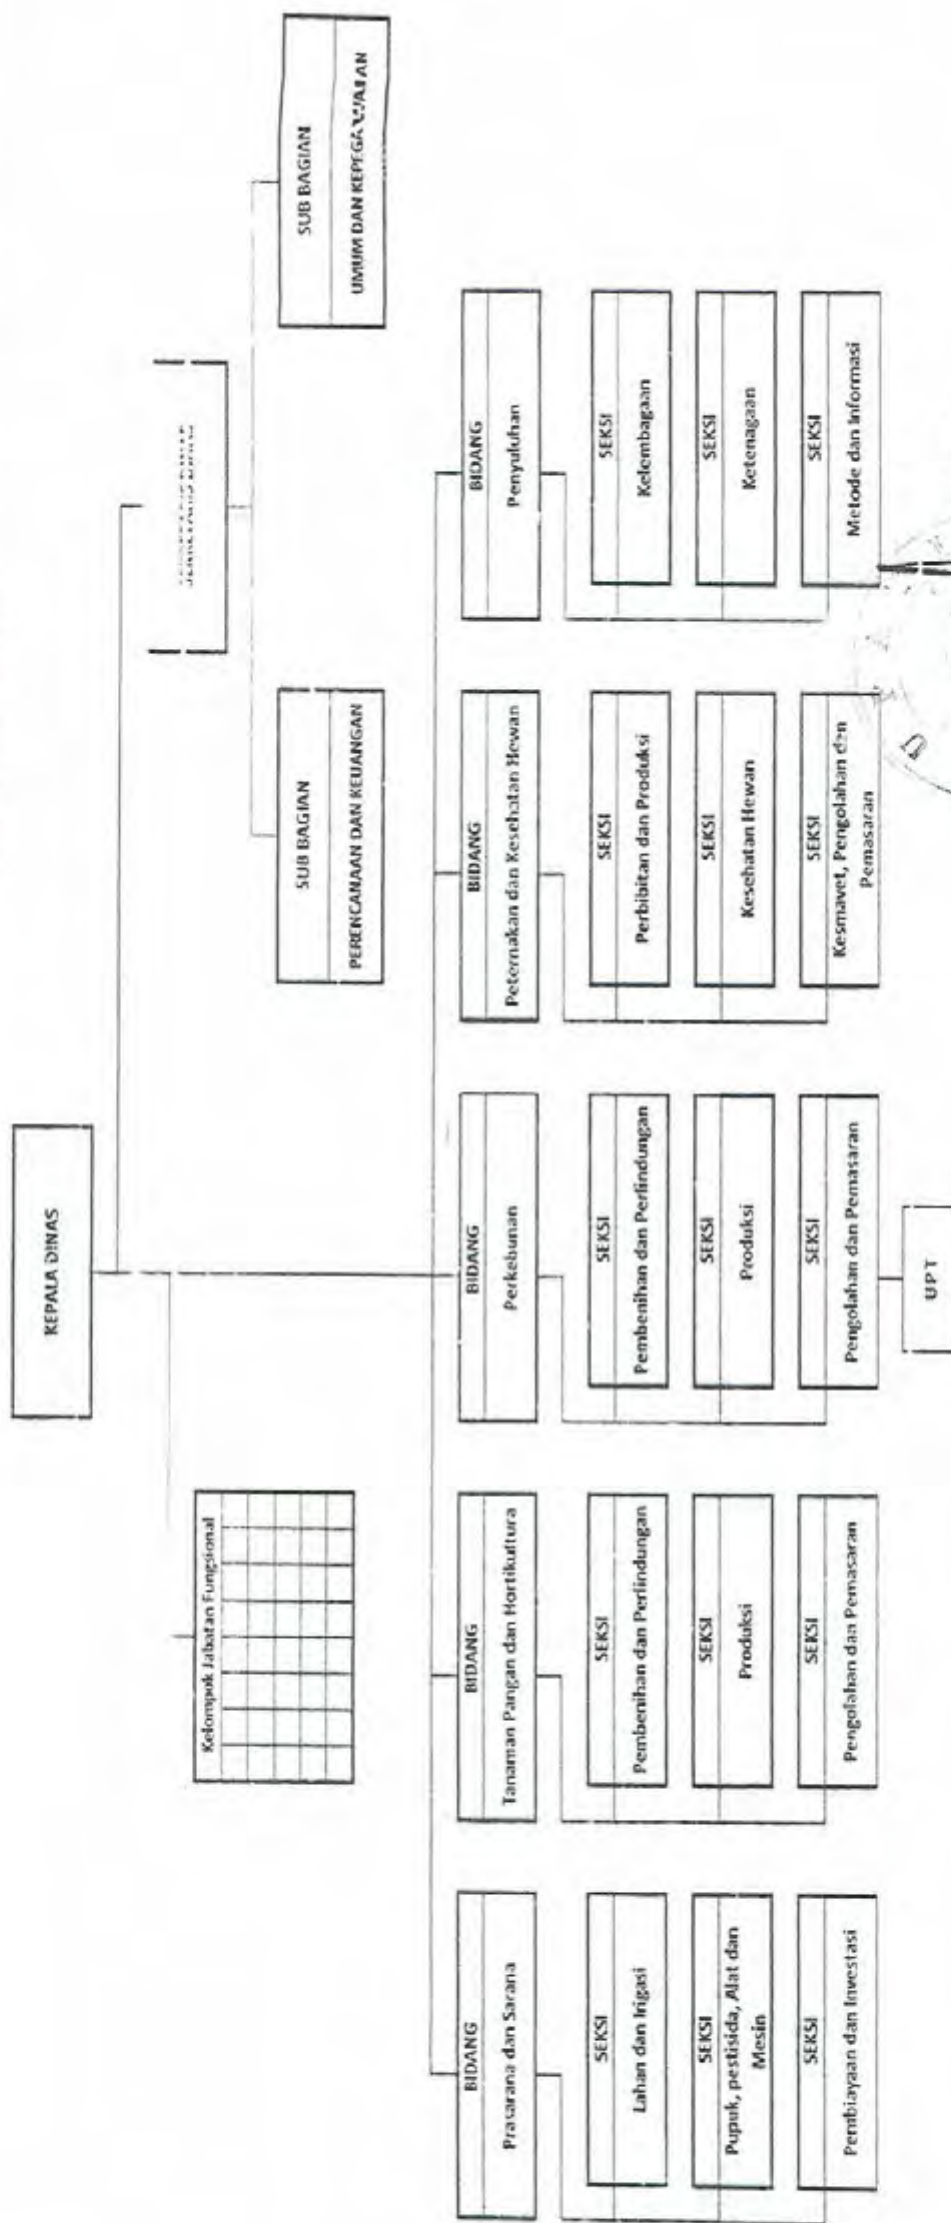 KEPALA DINAS
Kelompok Jabatan Fungsional
SUB BAGIAN
PERENCANAAN DAN KEUANGAN
SUB BAGIAN
UMUM DAN KEPEGAWAIAN
BIDANG
Prasarana dan Sarana
SEKSI
Lahan dan Irigasi
SEKSI
Pupuk, pestisida, Alat dan
Mesin
SEKSI
Pembiayaan dan Investasi
BIDANG
Tanaman Pangan dan Hortikultura
SEKSI
Pembenihan dan Perlindungan
SEKSI
Produksi
SEKSI
Pengolahan dan Pemasaran
BIDANG
Perkebunan
SEKSI
Pembenihan dan Perlindungan
SEKSI
Produksi
SEKSI
Pengolahan dan Pemasaran
UPT
BIDANG
Peternakan dan Kesehatan Hewan
SEKSI
Perbibitan dan Produksi
SEKSI
Kesehatan Hewan
SEKSI
Kesmavet, Pengolahan dan
Pemasaran
BIDANG
Penyuluhan
SEKSI
Kelembagaan
SEKSI
Ketenagaan
SEKSI
Metode dan Informasi